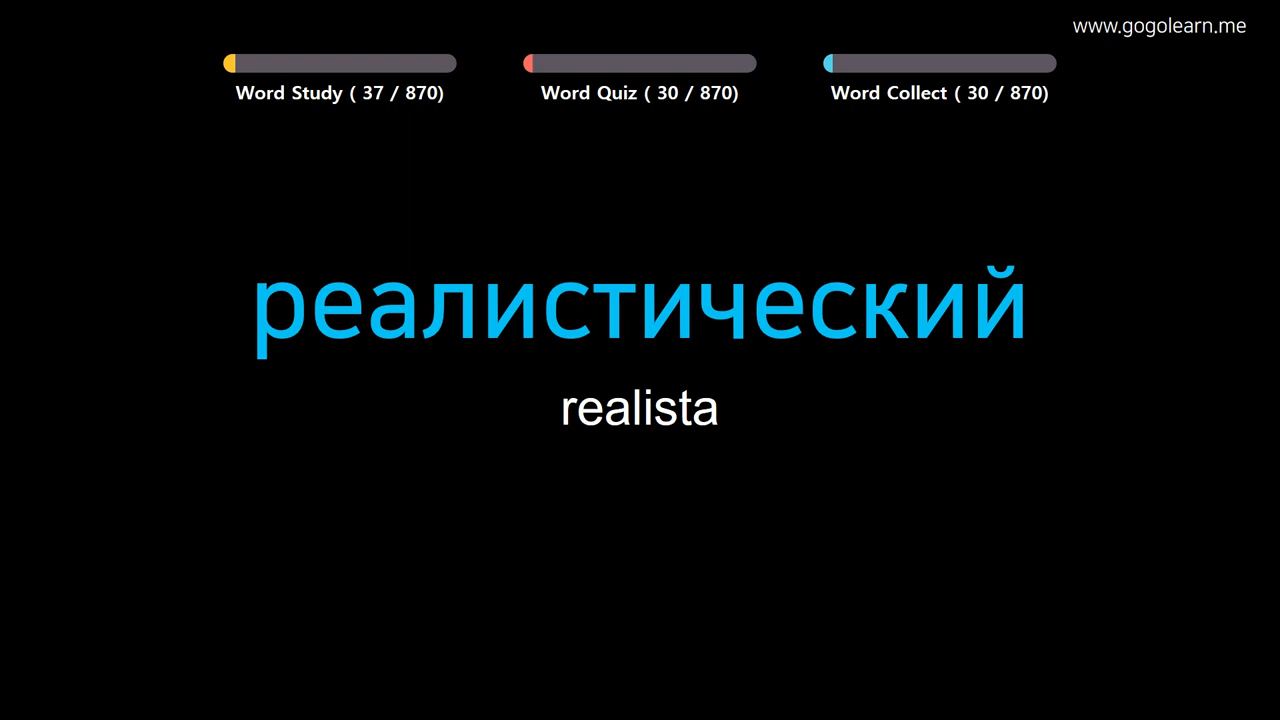 www.gogolearn.me
Word Study ( 37 / 870)
Word Quiz ( 30 / 870)
Word Collect ( 30 / 870)
реалистический
realista